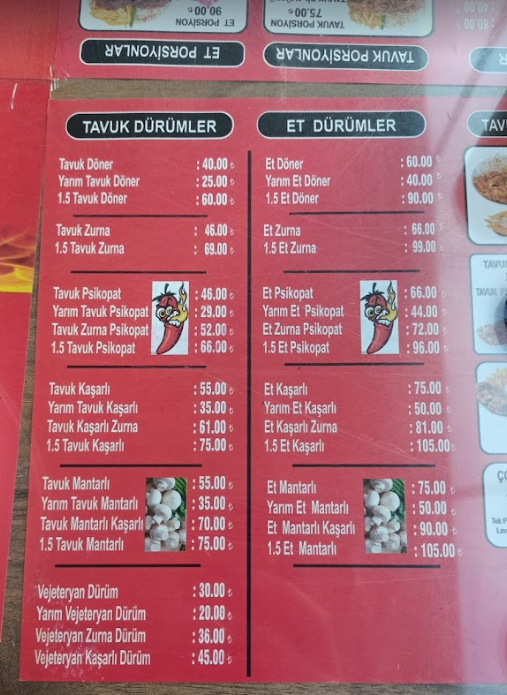 ET PORSİYON
90.00 ₺
TAVUK PORSİYON
75.00 ₺
ET PORSİYONLAR
TAVUK PORSİYONLAR
TAVUK DÜRÜMLER
Tavuk Döner : 40.00 ₺
Yarım Tavuk Döner : 25.00 ₺
1.5 Tavuk Döner : 60.00 ₺
Tavuk Zurna : 46.00 ₺
1.5 Tavuk Zurna : 69.00 ₺
Tavuk Psikopat : 46.00 ₺
Yarım Tavuk Psikopat : 29.00 ₺
Tavuk Zurna Psikopat : 52.00 ₺
1.5 Tavuk Psikopat : 66.00 ₺
Tavuk Kaşarlı : 55.00 ₺
Yarım Tavuk Kaşarlı : 35.00 ₺
Tavuk Kaşarlı Zurna : 61.00 ₺
1.5 Tavuk Kaşarlı : 75.00 ₺
Tavuk Mantarlı : 55.00 ₺
Yarım Tavuk Mantarlı : 35.00 ₺
Tavuk Mantarlı Kaşarlı : 70.00 ₺
1.5 Tavuk Mantarlı : 75.00 ₺
Vejeteryan Dürüm : 30.00 ₺
Yarım Vejeteryan Dürüm : 20.00 ₺
Vejeteryan Zurna Dürüm : 36.00 ₺
Vejeteryan Kaşarlı Dürüm : 45.00 ₺
ET DÜRÜMLER
Et Döner : 60.00 ₺
Yarım Et Döner : 40.00 ₺
1.5 Et Döner : 90.00 ₺
Et Zurna : 66.00 ₺
1.5 Et Zurna : 99.00 ₺
Et Psikopat : 66.00 ₺
Yarım Et Psikopat : 44.00 ₺
Et Zurna Psikopat : 72.00 ₺
1.5 Et Psikopat : 96.00 ₺
Et Kaşarlı : 75.00 ₺
Yarım Et Kaşarlı : 50.00 ₺
Et Kaşarlı Zurna : 81.00 ₺
1.5 Et Kaşarlı : 105.00 ₺
Et Mantarlı : 75.00 ₺
Yarım Et Mantarlı : 50.00 ₺
Et Mantarlı Kaşarlı : 90.00 ₺
1.5 Et Mantarlı : 105.00 ₺
TAV